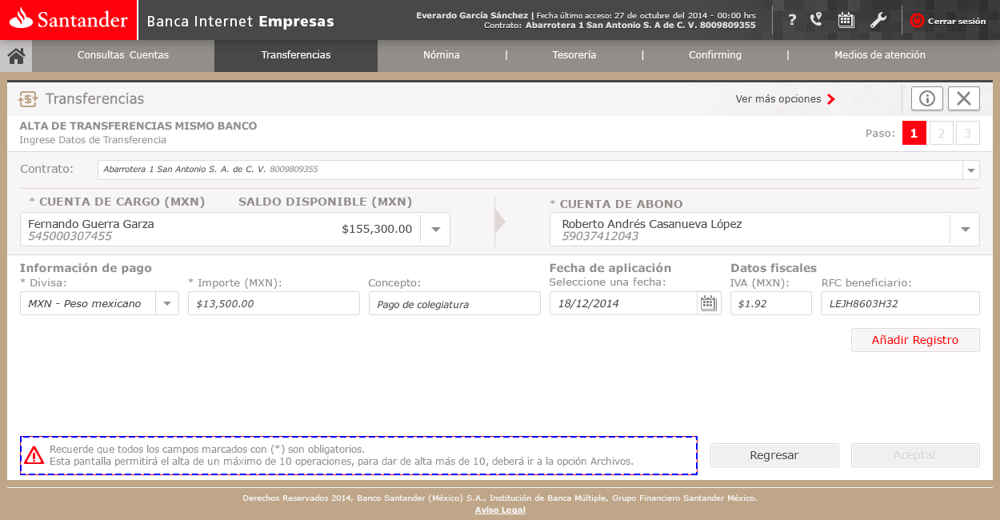 Santander
Banca Internet Empresas
Everardo García Sánchez | Fecha último acceso: 27 de octubre del 2014 - 00:00 hrs
Contrato: Abarrotera 1 San Antonio S. A de C. V. 8009809355
?
Cerrar sesión
Consultas Cuentas
Transferencias
Nómina | Tesorería | Confirming | Medios de atención
Transferencias
Ver más opciones
ALTA DE TRANSFERENCIAS MISMO BANCO
Ingrese Datos de Transferencia
Paso: 1 2 3
Contrato: Abarrotera 1 San Antonio S. A. de C. V. 8009809355
* CUENTA DE CARGO (MXN) SALDO DISPONIBLE (MXN)
* CUENTA DE ABONO
Fernando Guerra Garza
545000307455
$155,300.00
Roberto Andrés Casanueva López
59037412043
Información de pago
Fecha de aplicación
Datos fiscales
* Divisa:
* Importe (MXN):
Concepto:
Seleccione una fecha:
IVA (MXN):
RFC beneficiario:
MXN - Peso mexicano
$13,500.00
Pago de colegiatura
18/12/2014
$1.92
LEJH8603H32
Añadir Registro
Recuerde que todos los campos marcados con (*) son obligatorios.
Esta pantalla permitirá el alta de un máximo de 10 operaciones, para dar de alta más de 10, deberá ir a la opción Archivos.
Regresar
Aceptar
Derechos Reservados 2014, Banco Santander (México) S.A., Institución de Banca Múltiple, Grupo Financiero Santander México.
Aviso Legal